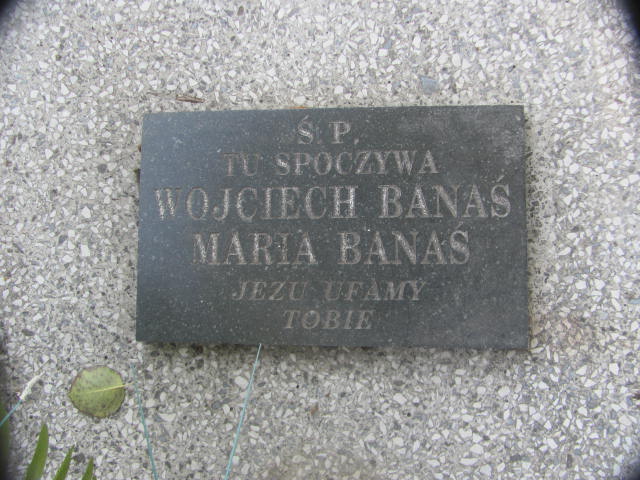 Ś. P.
TU SPOCZYWA
WOJCIECH BANAŚ
MARIA BANAŚ
JEZU UFAMY
TOBIE